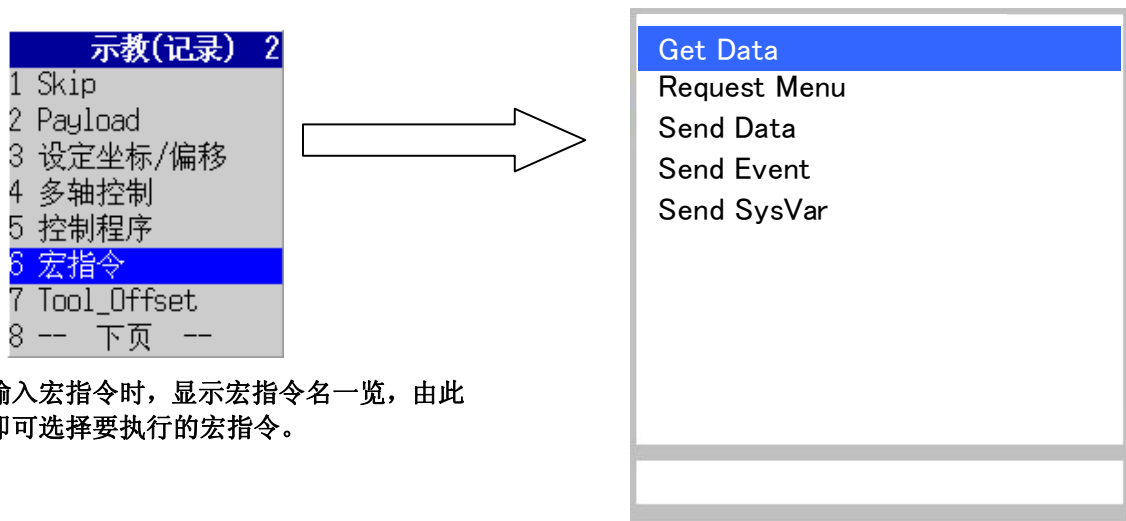 示教(记录) 2
1 Skip
2 Payload
3 设定坐标/偏移
4 多轴控制
5 控制程序
6 宏指令
7 Tool_Offset
8 -- 下页 --
输入宏指令时，显示宏指令名一览，由此
即可选择要执行的宏指令。
Get Data
Request Menu
Send Data
Send Event
Send SysVar